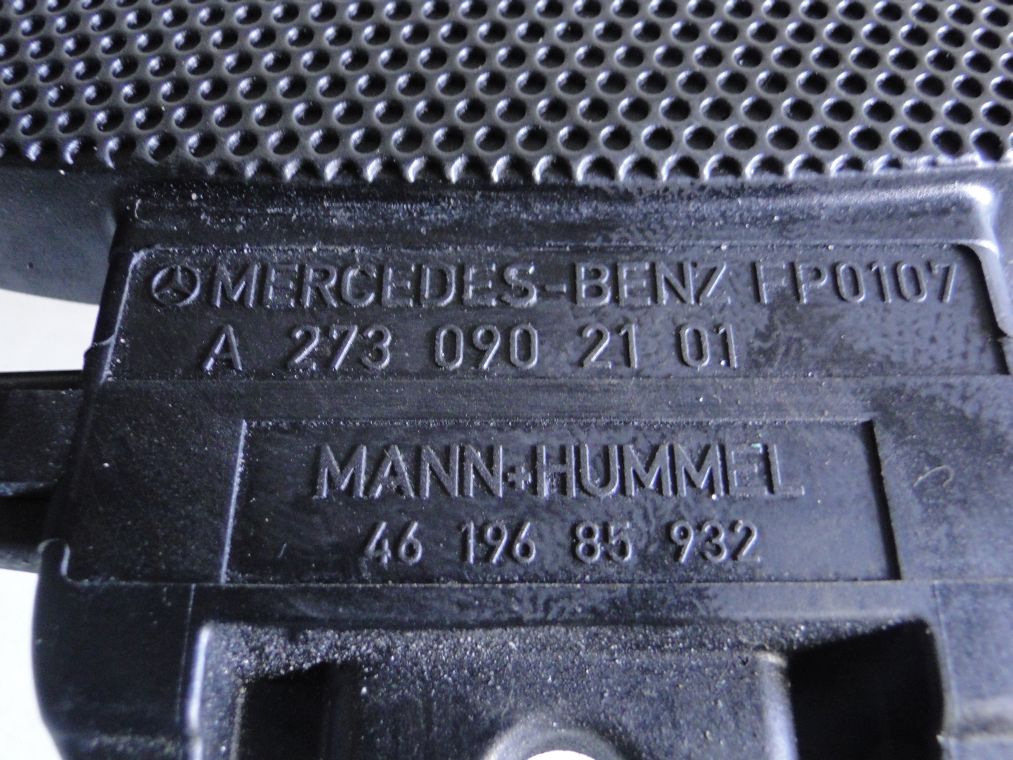 MERCEDES-BENZ FP0107
A 273 090 21 01
MANN+HUMMEL
46 196 85 932